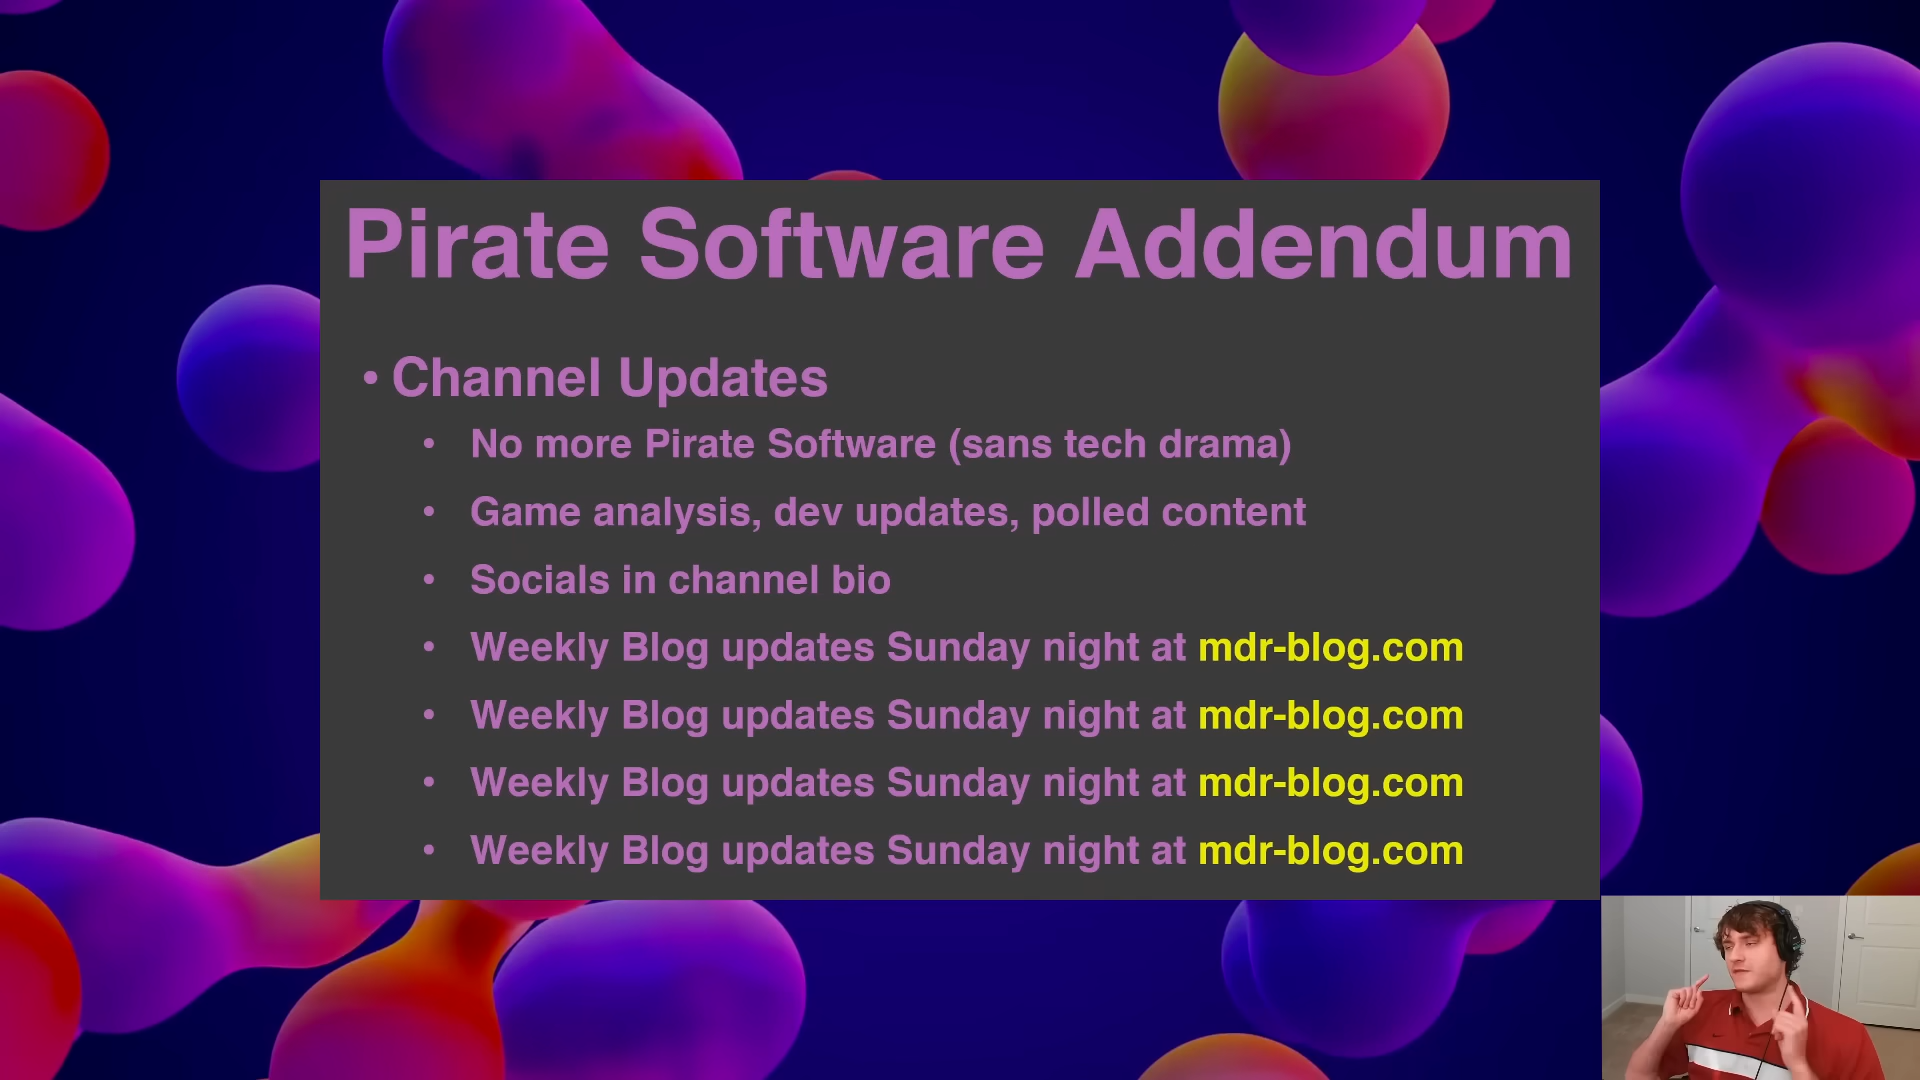 Pirate Software Addendum
• Channel Updates
• No more Pirate Software (sans tech drama)
• Game analysis, dev updates, polled content
• Socials in channel bio
• Weekly Blog updates Sunday night at mdr-blog.com
• Weekly Blog updates Sunday night at mdr-blog.com
• Weekly Blog updates Sunday night at mdr-blog.com
• Weekly Blog updates Sunday night at mdr-blog.com